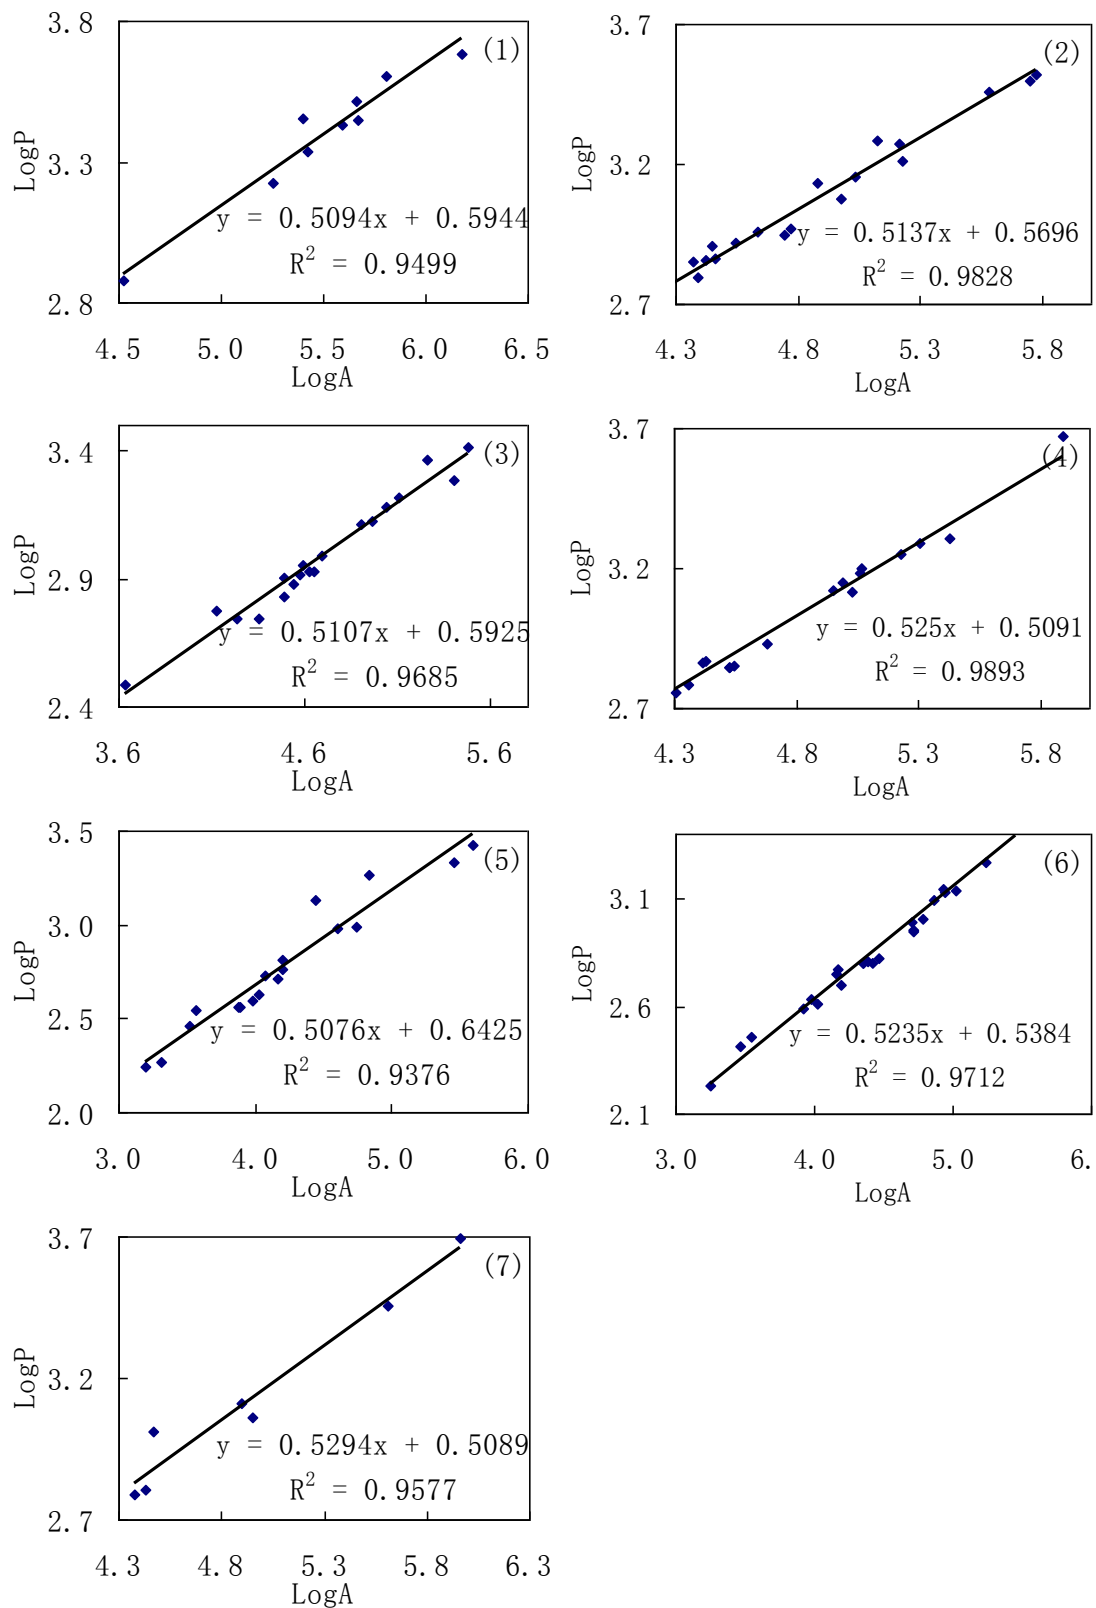 3.8
(1)
LogP
3.3
y = 0.5094x + 0.5944
R² = 0.9499
2.8
4.5 5.0 5.5 6.0 6.5
LogA
3.7
(2)
LogP
3.2
y = 0.5137x + 0.5696
R² = 0.9828
2.7
4.3 4.8 5.3 5.8
LogA
3.4
(3)
LogP
2.9
y = 0.5107x + 0.5925
R² = 0.9685
2.4
3.6 4.6 5.6
LogA
3.7
(4)
LogP
3.2
y = 0.525x + 0.5091
R² = 0.9893
2.7
4.3 4.8 5.3 5.8
LogA
3.5
(5)
3.0
LogP
2.5
y = 0.5076x + 0.6425
R² = 0.9376
2.0
3.0 4.0 5.0 6.0
LogA
(6)
3.1
LogP
2.6
y = 0.5235x + 0.5384
R² = 0.9712
2.1
3.0 4.0 5.0 6.
LogA
3.7
(7)
LogP
3.2
y = 0.5294x + 0.5089
R² = 0.9577
2.7
4.3 4.8 5.3 5.8 6.3
LogA